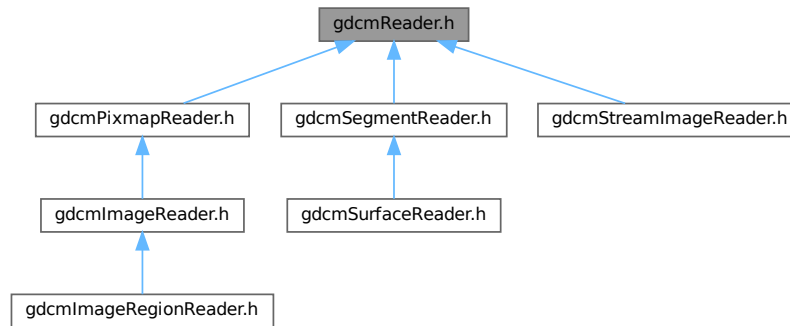 gdcmReader.h
gdcmPixmapReader.h
gdcmSegmentReader.h
gdcmStreamImageReader.h
gdcmImageReader.h
gdcmSurfaceReader.h
gdcmImageRegionReader.h